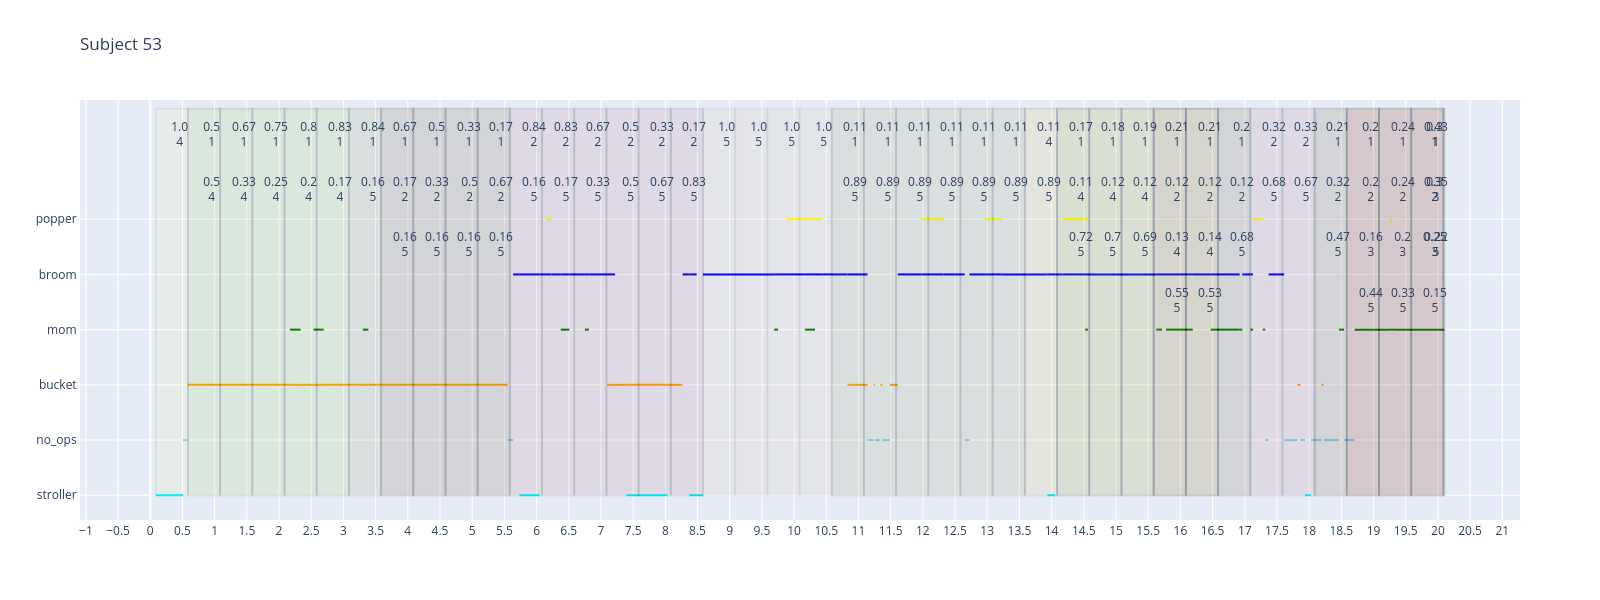 Subject 53
1.0 0.5 0.67 0.75 0.8 0.83 0.84 0.67 0.5 0.33 0.17 0.84 0.83 0.67 0.5 0.33 0.17 1.0 1.0 1.0 1.0 0.11 0.11 0.11 0.11 0.11 0.11 0.11 0.17 0.18 0.19 0.21 0.21 0.2 0.32 0.33 0.21 0.2 0.24
4 1 1 1 1 1 1 1 1 1 1 2 2 2 2 2 2 5 5 5 5 1 1 1 1 1 1 4 1 1 1 1 1 1 2 2 1 1 1
0.5 0.33 0.25 0.2 0.17 0.16 0.17 0.33 0.5 0.67 0.16 0.17 0.33 0.5 0.67 0.83 0.89 0.89 0.89 0.89 0.89 0.89 0.89 0.11 0.12 0.12 0.12 0.12 0.12 0.68 0.67 0.32 0.2 0.24
4 4 4 4 4 5 2 2 2 2 5 5 5 5 5 5 5 5 5 5 5 5 5 4 4 4 2 2 2 5 5 2 2 2
popper
0.16 0.16 0.16 0.16 0.72 0.7 0.69 0.13 0.14 0.68 0.47 0.16 0.2
5 5 5 5 5 5 5 4 4 5 5 3 3
broom
0.55 0.53 0.44 0.33 0.15
5 5 5 5 5
mom
bucket
no_ops
stroller
−1 −0.5 0 0.5 1 1.5 2 2.5 3 3.5 4 4.5 5 5.5 6 6.5 7 7.5 8 8.5 9 9.5 10 10.5 11 11.5 12 12.5 13 13.5 14 14.5 15 15.5 16 16.5 17 17.5 18 18.5 19 19.5 20 20.5 21